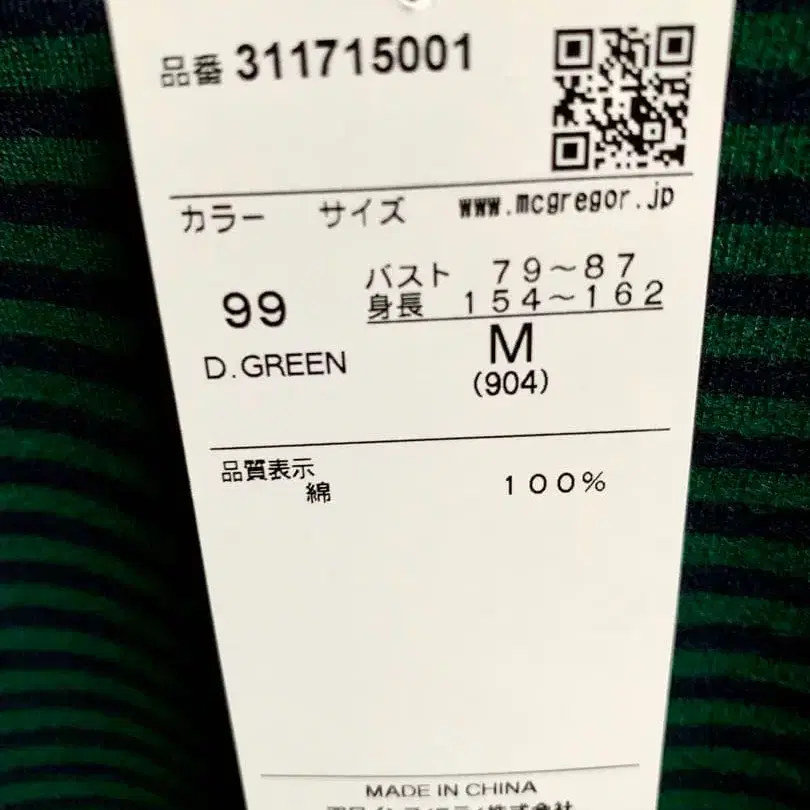 品番 311715001
カラー サイズ www.mcgregor.jp
バスト 79～87
99 身長 154～162
D.GREEN M
(904)
品質表示
綿 100%
MADE IN CHINA